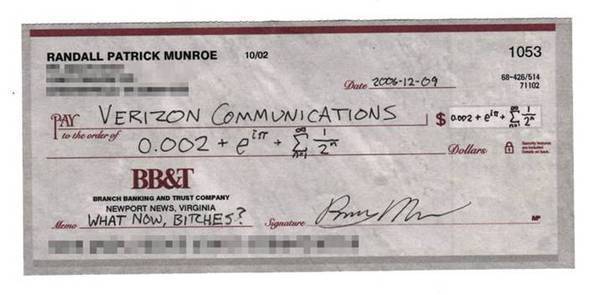 RANDALL PATRICK MUNROE 10/02 1053
68-426/514
71102
Date 2006-12-09
PAY to the order of VERIZON COMMUNICATIONS $ 0.002 + e^{iπ} + ∑_{n=1}^{∞} 1/2^n
0.002 + e^{iπ} + ∑_{n=1}^{∞} 1/2^n Dollars
BB&T
BRANCH BANKING AND TRUST COMPANY
NEWPORT NEWS, VIRGINIA
Memo WHAT NOW, BITCHES? Signature
MP